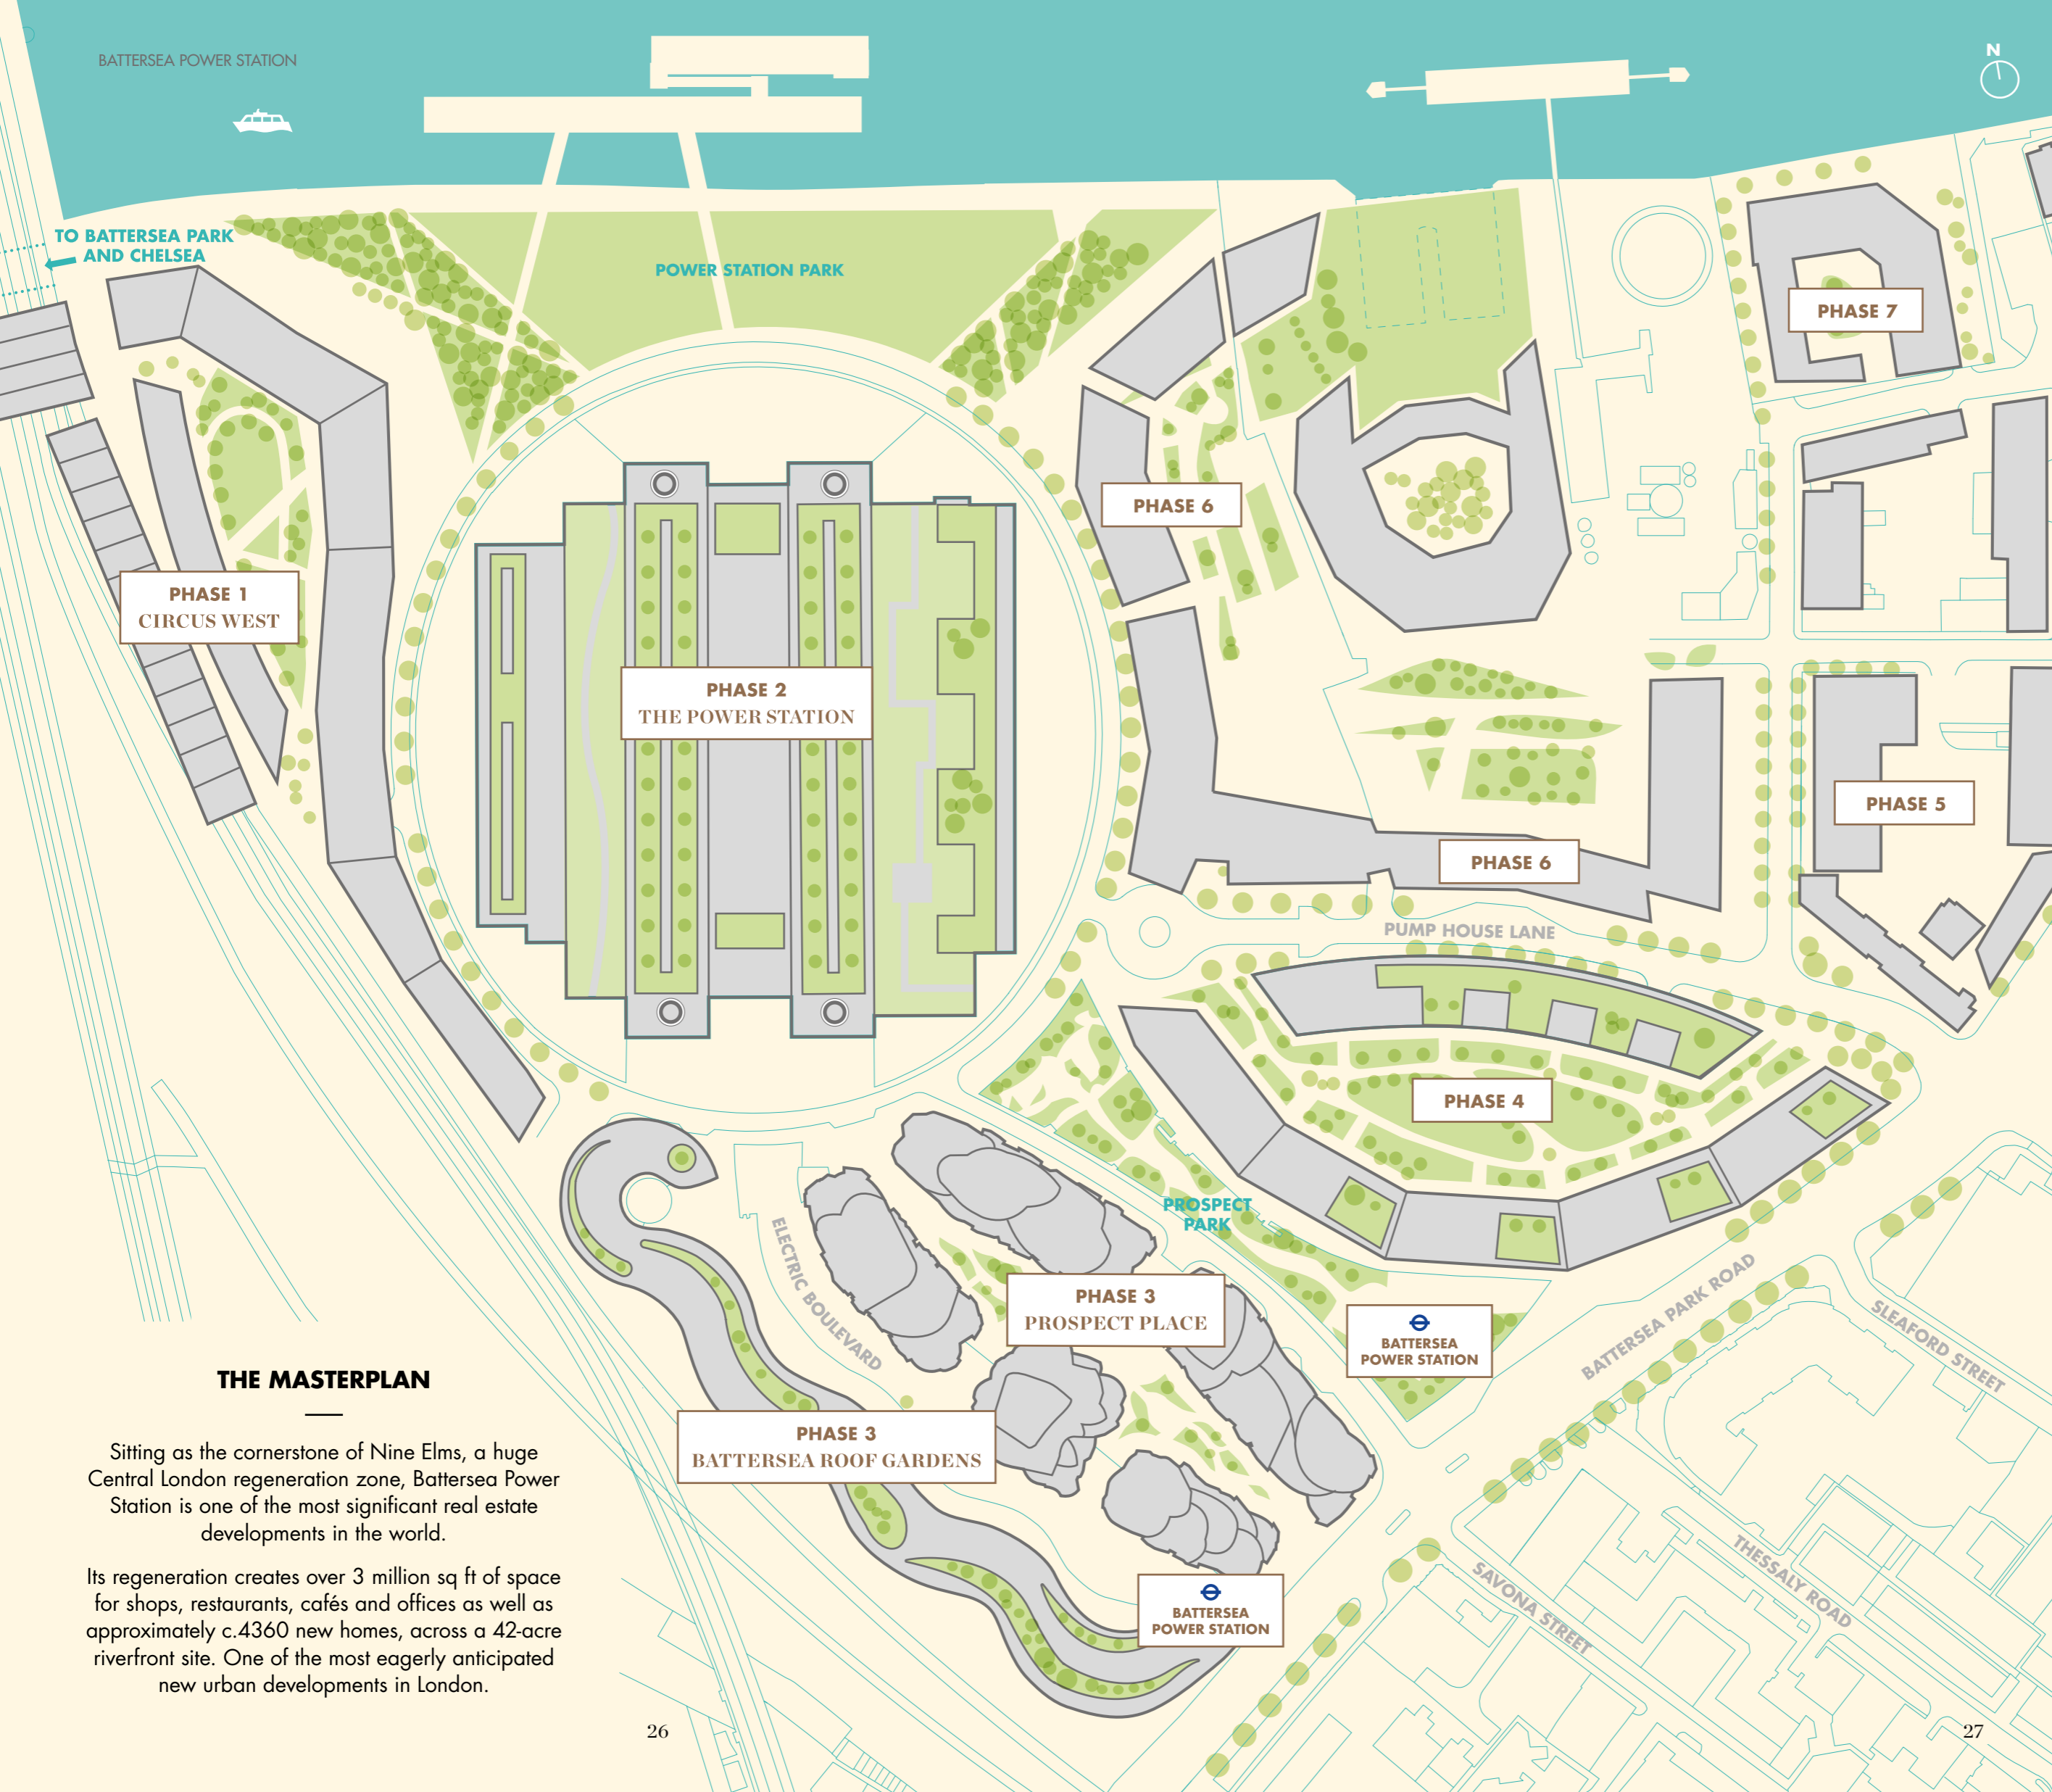 BATTERSEA POWER STATION
N
TO BATTERSEA PARK
AND CHELSEA
POWER STATION PARK
PHASE 7
PHASE 6
PHASE 1
CIRCUS WEST
PHASE 2
THE POWER STATION
PHASE 5
PHASE 6
PUMP HOUSE LANE
PHASE 4
PROSPECT
PARK
ELECTRIC BOULEVARD
PHASE 3
PROSPECT PLACE
BATTERSEA
POWER STATION
BATTERSEA PARK ROAD
SLEAFORD STREET
PHASE 3
BATTERSEA ROOF GARDENS
BATTERSEA
POWER STATION
SAVONA STREET
THESSALY ROAD
THE MASTERPLAN
Sitting as the cornerstone of Nine Elms, a huge
Central London regeneration zone, Battersea Power
Station is one of the most significant real estate
developments in the world.
Its regeneration creates over 3 million sq ft of space
for shops, restaurants, cafés and offices as well as
approximately c.4360 new homes, across a 42-acre
riverfront site. One of the most eagerly anticipated
new urban developments in London.
26
27